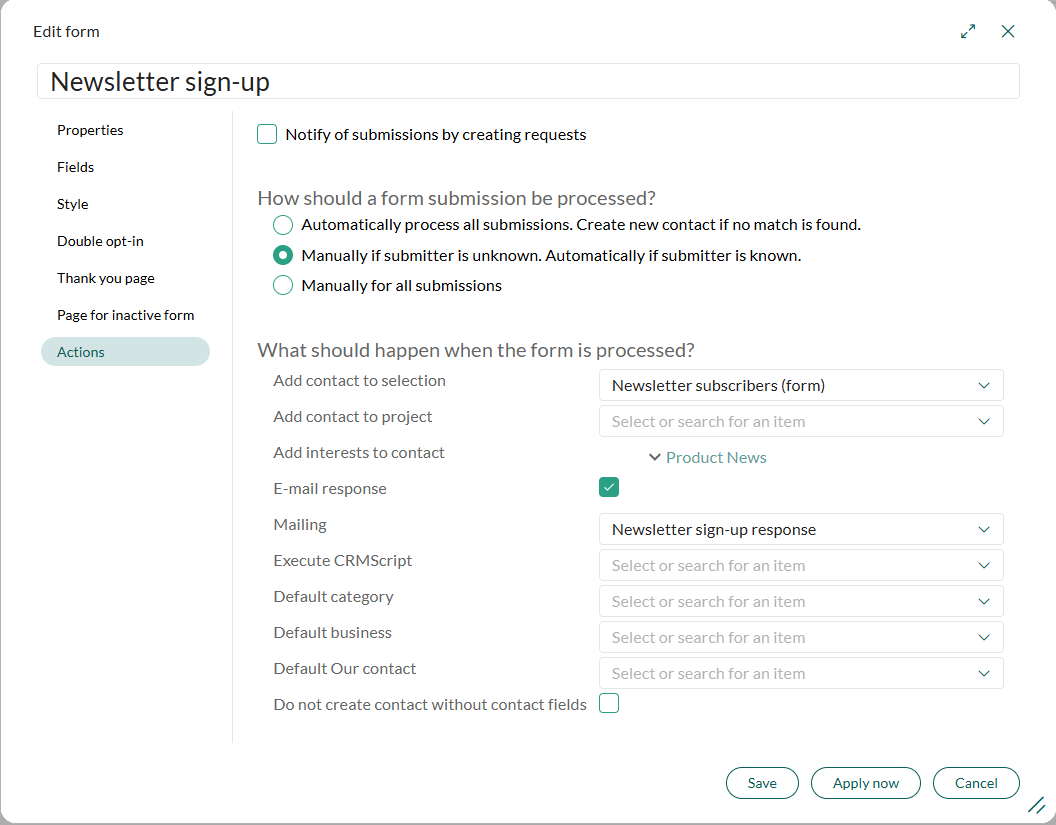 Edit form
Newsletter sign-up
Properties
Fields
Style
Double opt-in
Thank you page
Page for inactive form
Actions
Notify of submissions by creating requests
How should a form submission be processed?
Automatically process all submissions. Create new contact if no match is found.
Manually if submitter is unknown. Automatically if submitter is known.
Manually for all submissions
What should happen when the form is processed?
Add contact to selection Newsletter subscribers (form)
Add contact to project Select or search for an item
Add interests to contact Product News
E-mail response
Mailing Newsletter sign-up response
Execute CRMScript Select or search for an item
Default category Select or search for an item
Default business Select or search for an item
Default Our contact Select or search for an item
Do not create contact without contact fields
Save Apply now Cancel